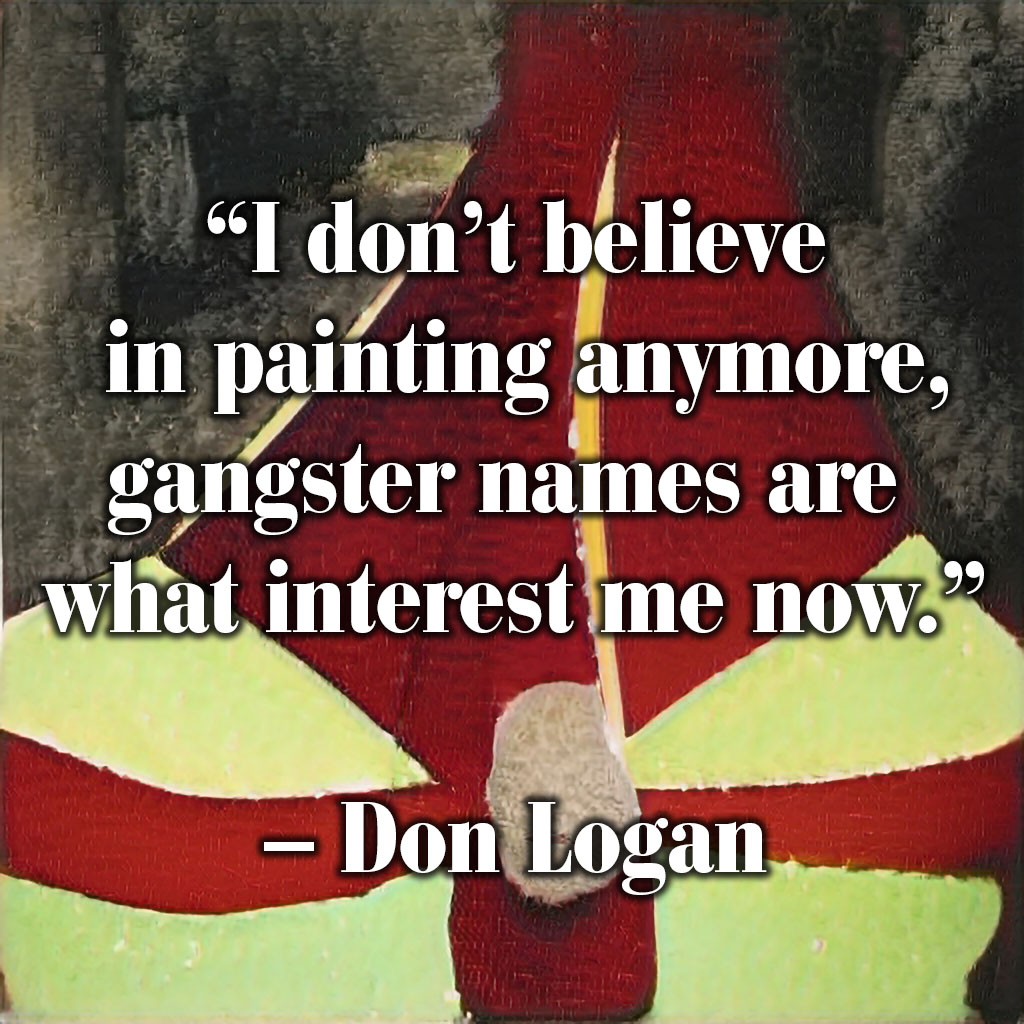 “I don’t believe
in painting anymore,
gangster names are
what interest me now.”
– Don Logan